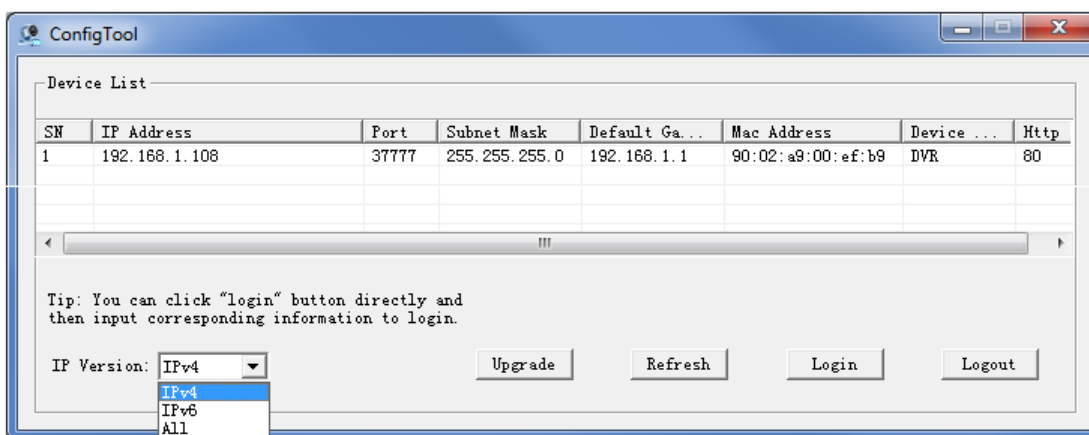 ConfigTool
Device List
SN IP Address Port Subnet Mask Default Ga... Mac Address Device ... Http
1 192.168.1.108 37777 255.255.255.0 192.168.1.1 90:02:a9:00:ef:b9 DVR 80
Tip: You can click "login" button directly and
then input corresponding information to login.
IP Version: IPv4 Upgrade Refresh Login Logout
IPv4
IPv6
All